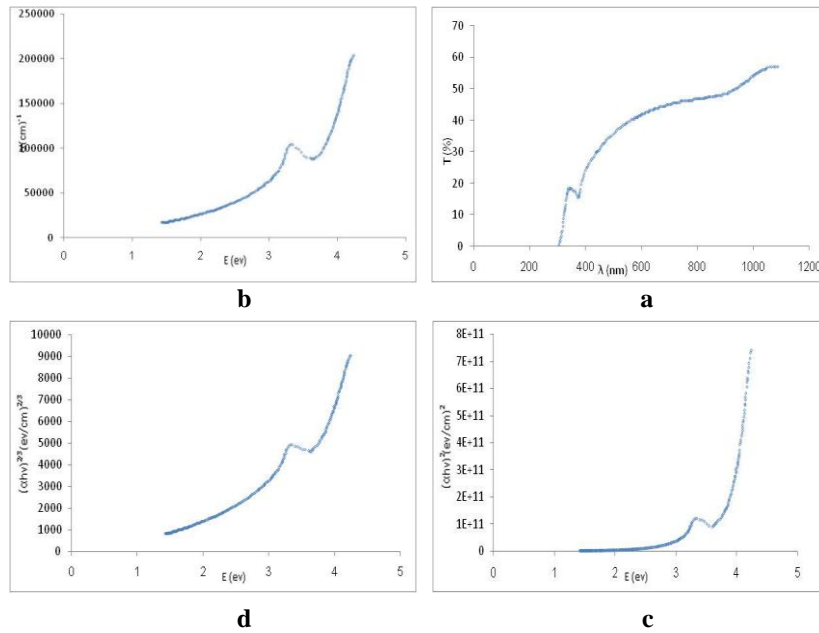 250000
200000
150000
100000
50000
0
(cm)⁻¹
0 1 2 3 4 5
E (ev)
b
70
60
50
40
30
20
10
0
T (%)
0 200 400 600 800 1000 1200
λ (nm)
a
10000
9000
8000
7000
6000
5000
4000
3000
2000
1000
0
(αhν)²ᐟ³(ev/cm)²ᐟ³
0 1 2 3 4 5
E (ev)
d
8E+11
7E+11
6E+11
5E+11
4E+11
3E+11
2E+11
1E+11
0
(αhν)²(ev/cm)²
0 1 2 3 4 5
E (ev)
c